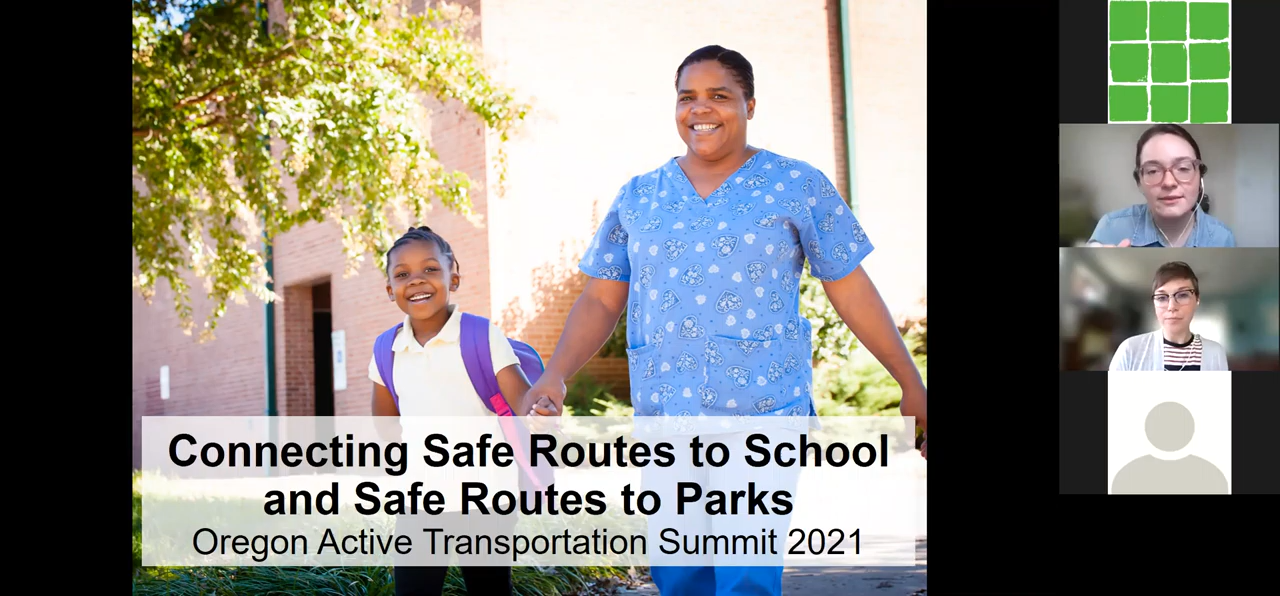 Connecting Safe Routes to School
and Safe Routes to Parks
Oregon Active Transportation Summit 2021